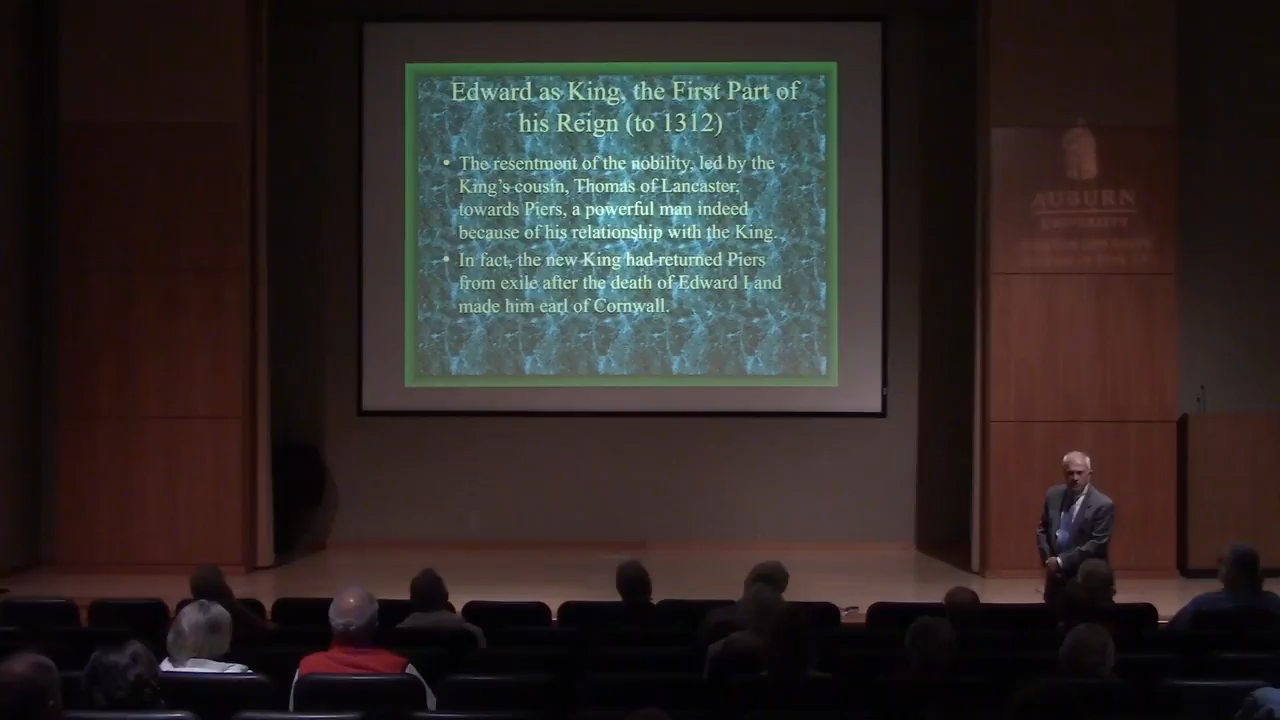 Edward as King, the First Part of
his Reign (to 1312)
• The resentment of the nobility, led by the
King's cousin, Thomas of Lancaster,
towards Piers, a powerful man indeed
because of his relationship with the King.
• In fact, the new King had returned Piers
from exile after the death of Edward I and
made him earl of Cornwall.
AUBURN
UNIVERSITY